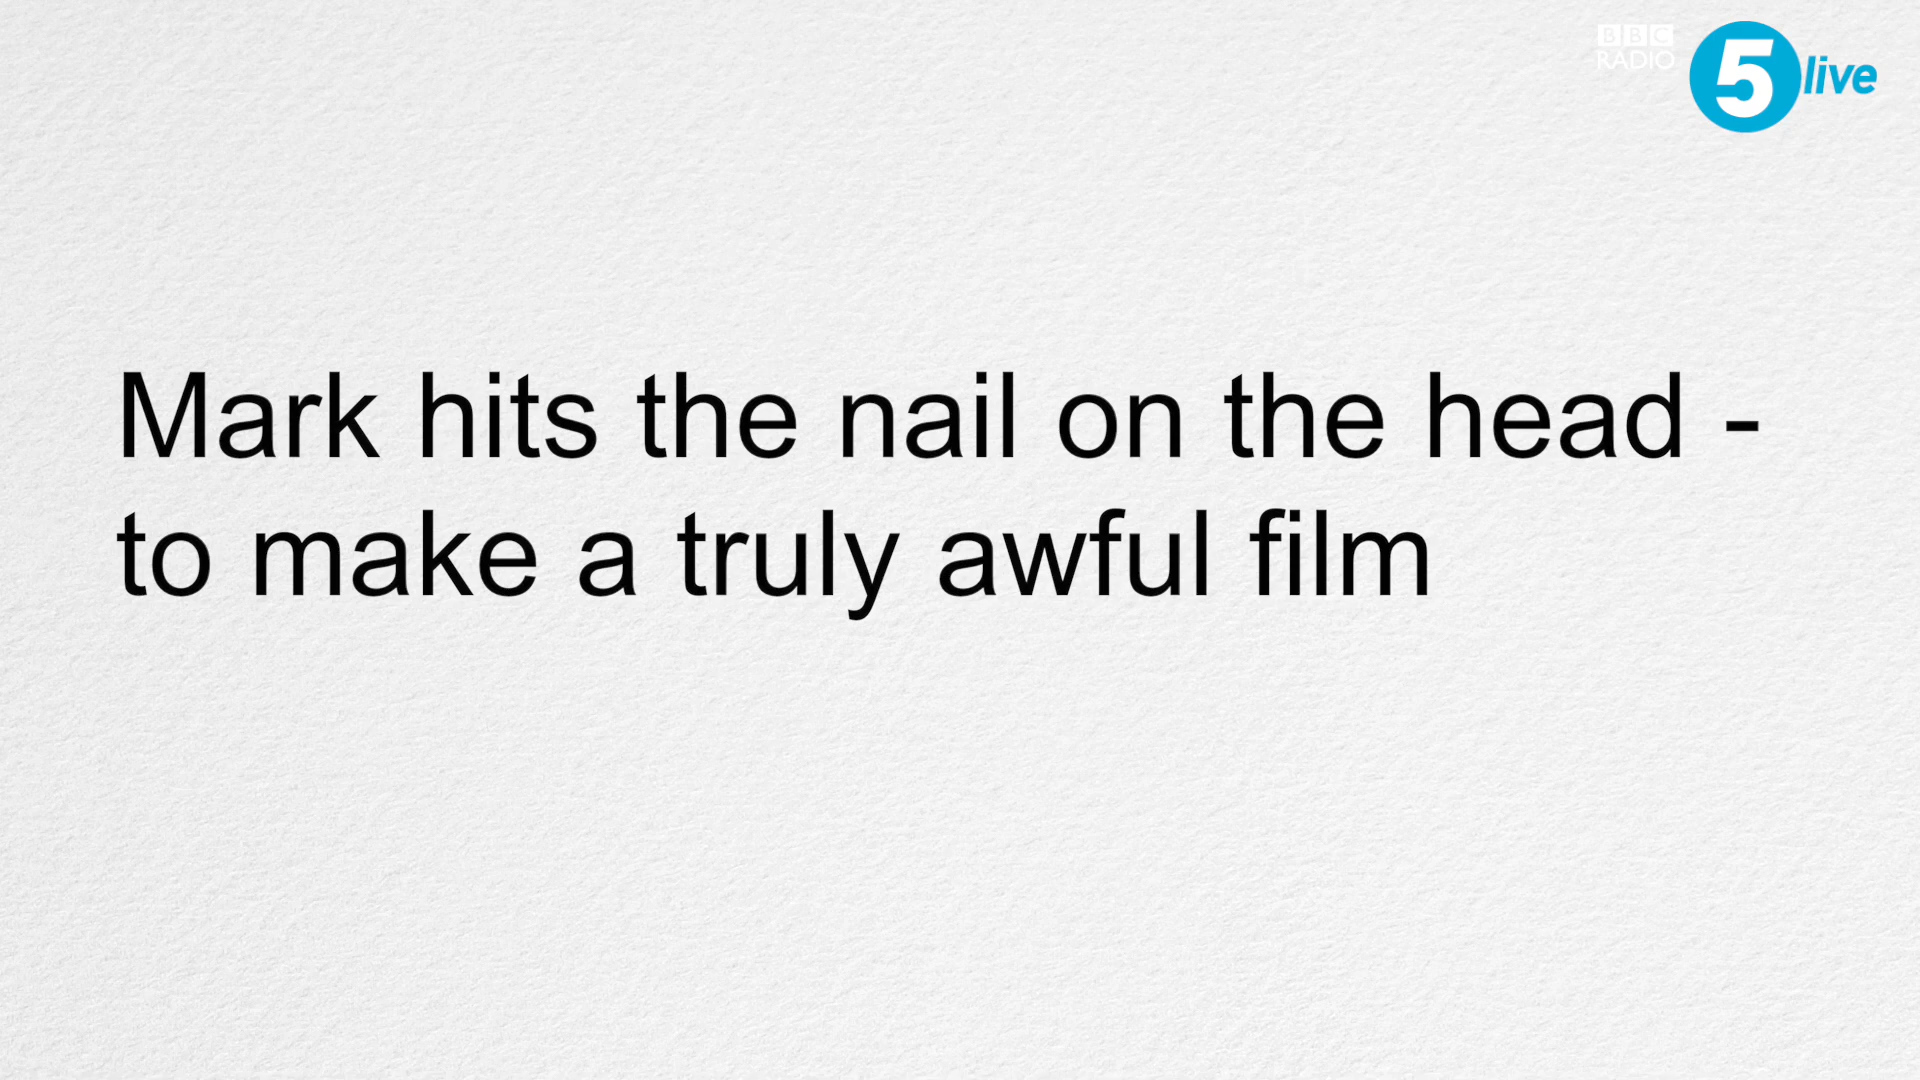 BBC
RADIO
5 live
Mark hits the nail on the head -
to make a truly awful film